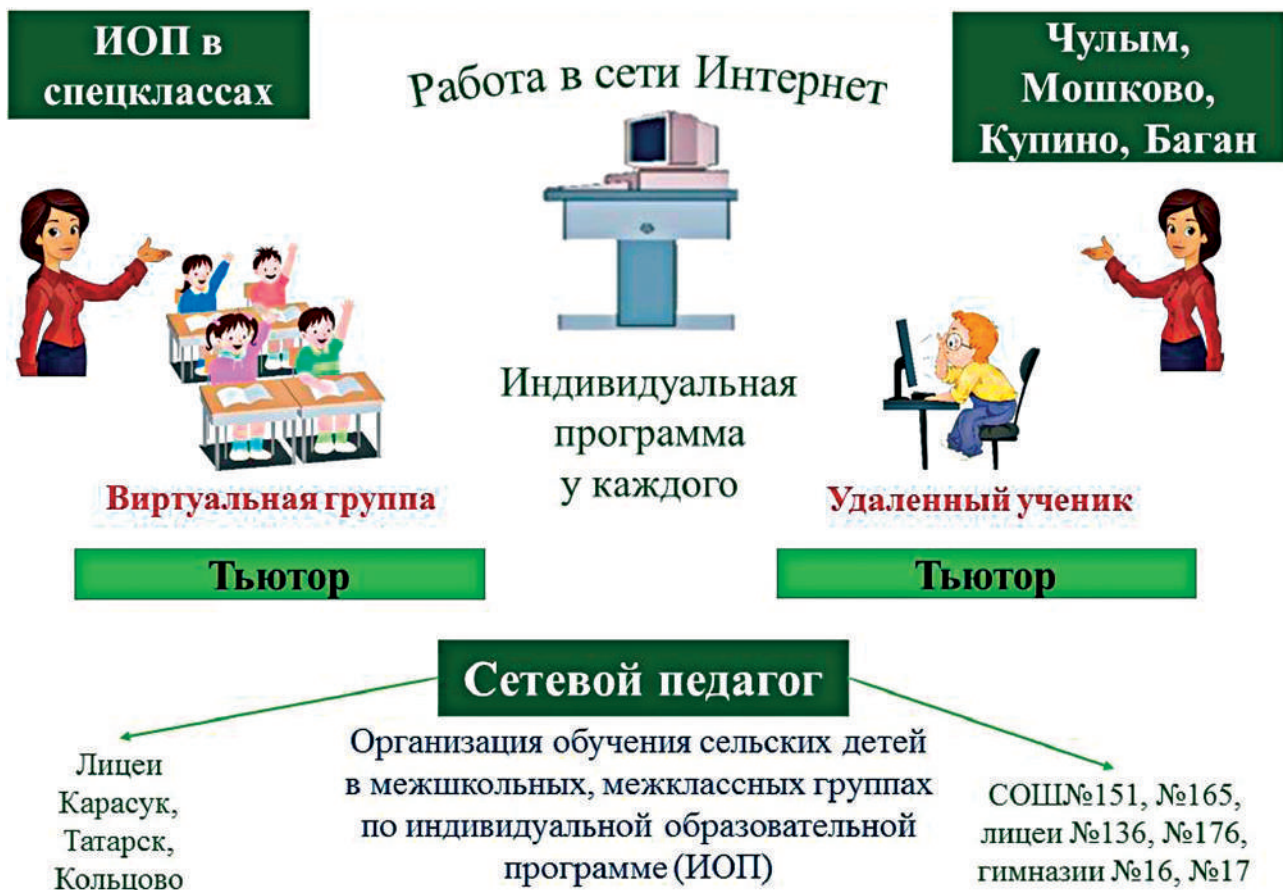 ИОП в
спецклассах
Работа в сети Интернет
Чулым,
Мошково,
Купино, Баган
Индивидуальная
программа
у каждого
Виртуальная группа
Удаленный ученик
Тьютор
Тьютор
Сетевой педагог
Лицеи
Карасук,
Татарск,
Кольцово
Организация обучения сельских детей
в межшкольных, межклассных группах
по индивидуальной образовательной
программе (ИОП)
СОШ№151, №165,
лицеи №136, №176,
гимназии №16, №17